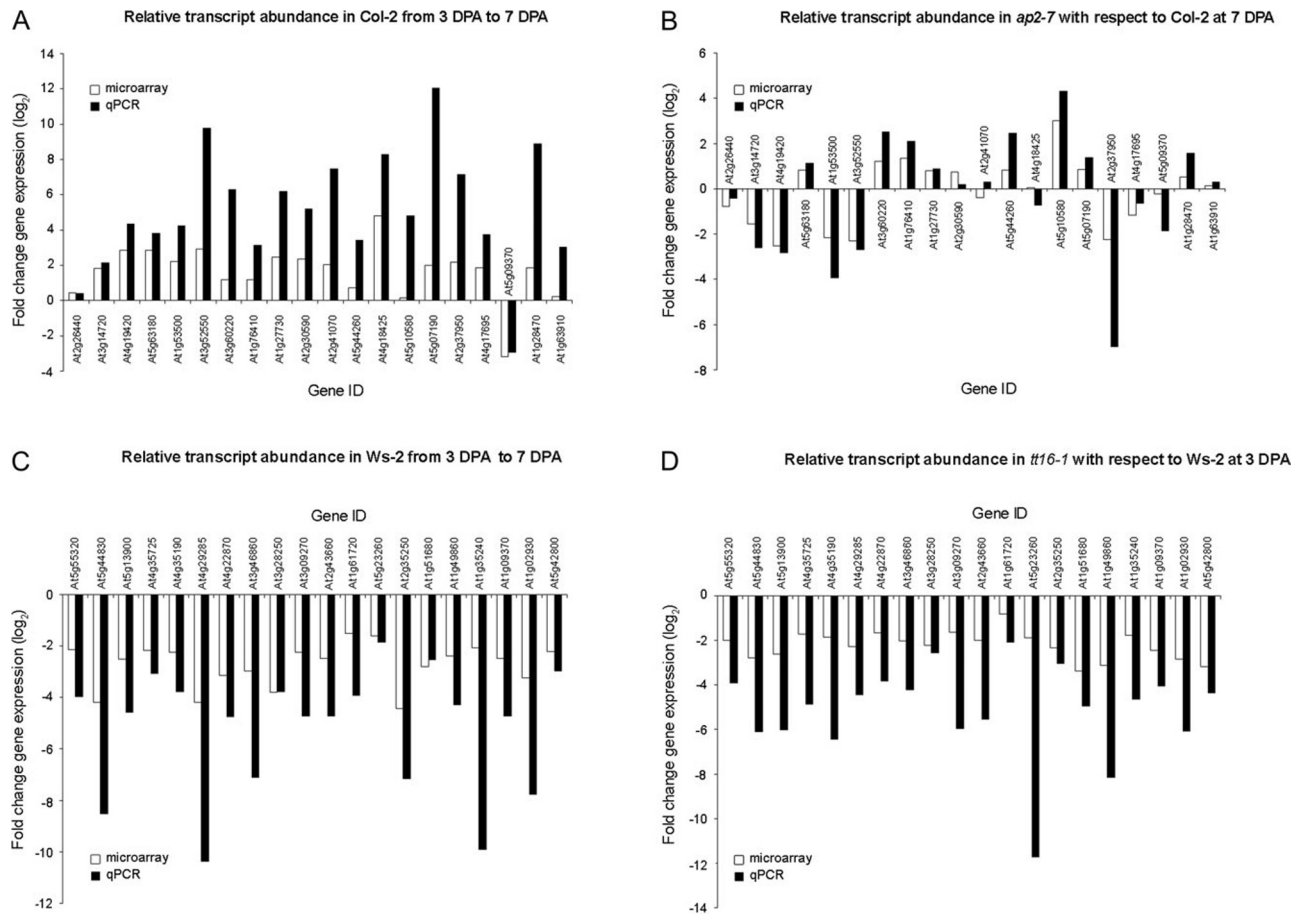 A
Relative transcript abundance in Col-2 from 3 DPA to 7 DPA
Fold change gene expression (log2)
14
12
10
8
6
4
2
0
-2
-4
microarray
qPCR
At2g26440
At3g14720
At4g19420
At5g63180
At1g53500
At3g52550
At3g60220
At1g76410
At1g27730
At2g30590
At2g41070
At5g44260
At4g18425
At5g10580
At5g07190
At2g37950
At4g17695
At5g09370
At1g28470
At1g63910
Gene ID
B
Relative transcript abundance in ap2-7 with respect to Col-2 at 7 DPA
Fold change gene expression (log2)
6
4
2
0
-2
-4
-6
-8
microarray
qPCR
At2g26440
At3g14720
At4g19420
At5g63180
At1g53500
At3g52550
At3g60220
At1g76410
At1g27730
At2g30590
At2g41070
At5g44260
At4g18425
At5g10580
At5g07190
At2g37950
At4g17695
At5g09370
At1g28470
At1g63910
Gene ID
C
Relative transcript abundance in Ws-2 from 3 DPA to 7 DPA
Gene ID
At5g55320
At5g44830
At5g13900
At4g35725
At4g35190
At4g29285
At4g22870
At3g46860
At3g28250
At3g09270
At2g43660
At1g61720
At5g23260
At2g35250
At1g51680
At1g49860
At1g35240
At1g09370
At1g02930
At5g42800
Fold change gene expression (log2)
0
-2
-4
-6
-8
-10
-12
microarray
qPCR
D
Relative transcript abundance in tt16-1 with respect to Ws-2 at 3 DPA
Gene ID
At5g55320
At5g44830
At5g13900
At4g35725
At4g35190
At4g29285
At4g22870
At3g46860
At3g28250
At3g09270
At2g43660
At1g61720
At5g23260
At2g35250
At1g51680
At1g49860
At1g35240
At1g09370
At1g02930
At5g42800
Fold change gene expression (log2)
0
-2
-4
-6
-8
-10
-12
-14
microarray
qPCR